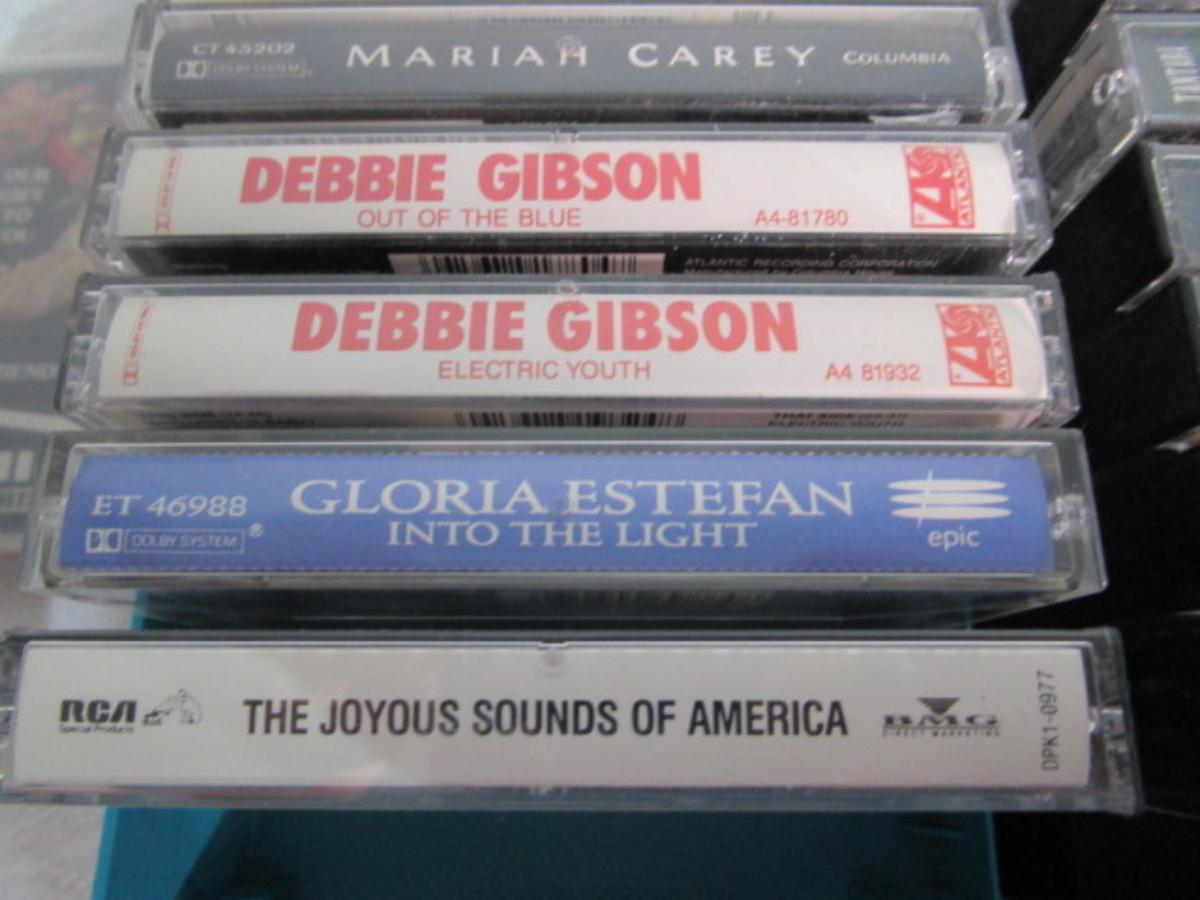 CT 45202
DOLBY SYSTEM
MARIAH CAREY
COLUMBIA
DEBBIE GIBSON
OUT OF THE BLUE
A4-81780
ATLANTIC
ATLANTIC RECORDING CORPORATION
DEBBIE GIBSON
ELECTRIC YOUTH
A4 81932
ATLANTIC
ELECTRIC YOUTH
ET 46988
DOLBY SYSTEM®
GLORIA ESTEFAN
INTO THE LIGHT
epic
RCA
Special Products
THE JOYOUS SOUNDS OF AMERICA
BMG
DIRECT MARKETING
DPK1-0977